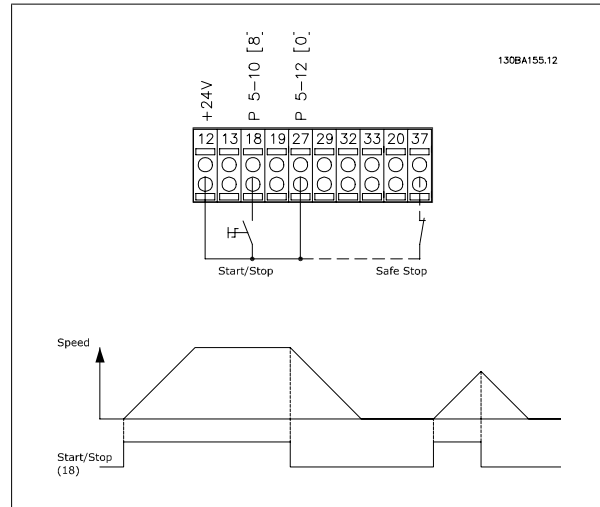 130BA155.12
+24V
P 5-10 [8]
P 5-12 [0]
12 13 18 19 27 29 32 33 20 37
Start/Stop
Safe Stop
Speed
Start/Stop
(18)